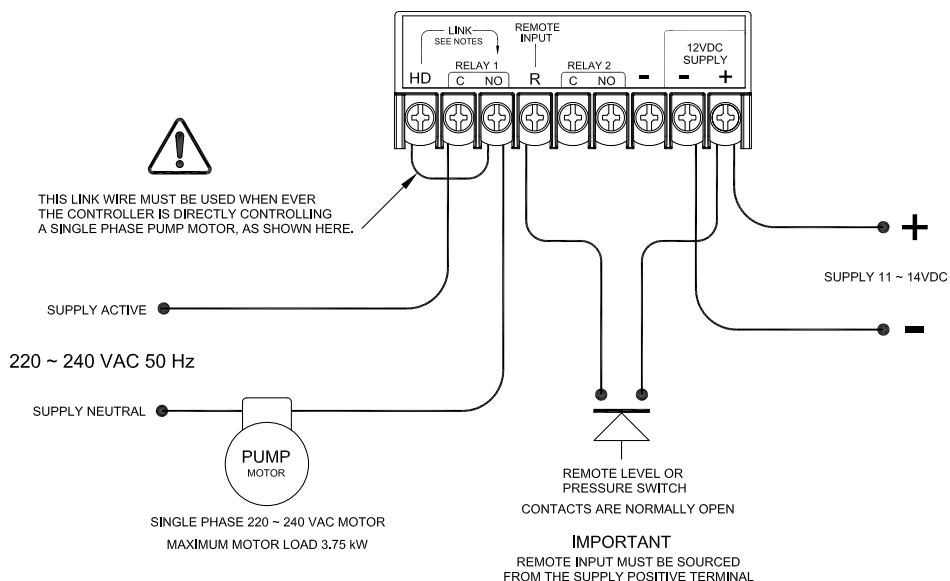 LINK
SEE NOTES
REMOTE
INPUT
12VDC
SUPPLY
RELAY 1
RELAY 2
HD C NO R C NO - - +
THIS LINK WIRE MUST BE USED WHEN EVER
THE CONTROLLER IS DIRECTLY CONTROLLING
A SINGLE PHASE PUMP MOTOR, AS SHOWN HERE.
+
SUPPLY 11 ~ 14VDC
-
SUPPLY ACTIVE
220 ~ 240 VAC 50 Hz
SUPPLY NEUTRAL
PUMP
MOTOR
SINGLE PHASE 220 ~ 240 VAC MOTOR
MAXIMUM MOTOR LOAD 3.75 kW
REMOTE LEVEL OR
PRESSURE SWITCH
CONTACTS ARE NORMALLY OPEN
IMPORTANT
REMOTE INPUT MUST BE SOURCED
FROM THE SUPPLY POSITIVE TERMINAL